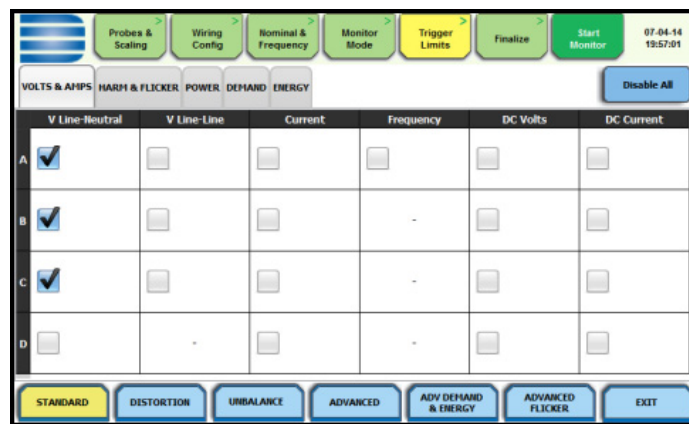 Probes &
Scaling
>
Wiring
Config
>
Nominal &
Frequency
>
Monitor
Mode
>
Trigger
Limits
>
Finalize
>
Start
Monitor
>
07-04-14
19:57:01
VOLTS & AMPS HARM & FLICKER POWER DEMAND ENERGY
Disable All
V Line-Neutral V Line-Line Current Frequency DC Volts DC Current
A
B -
C -
D - -
STANDARD DISTORTION UNBALANCE ADVANCED ADV DEMAND
& ENERGY
ADVANCED
FLICKER
EXIT